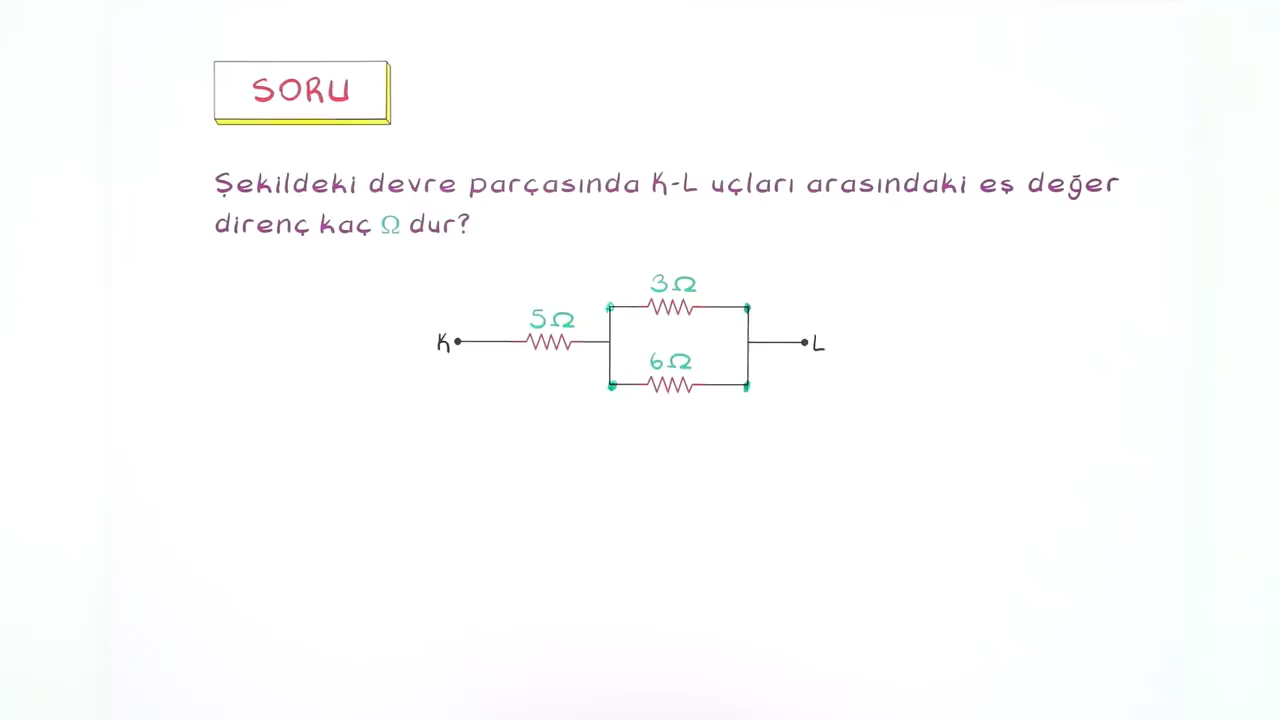 SORU
Şekildeki devre parçasında K-L uçları arasındaki eş değer
direnç kaç Ω dur?
3Ω
5Ω
K
L
6Ω